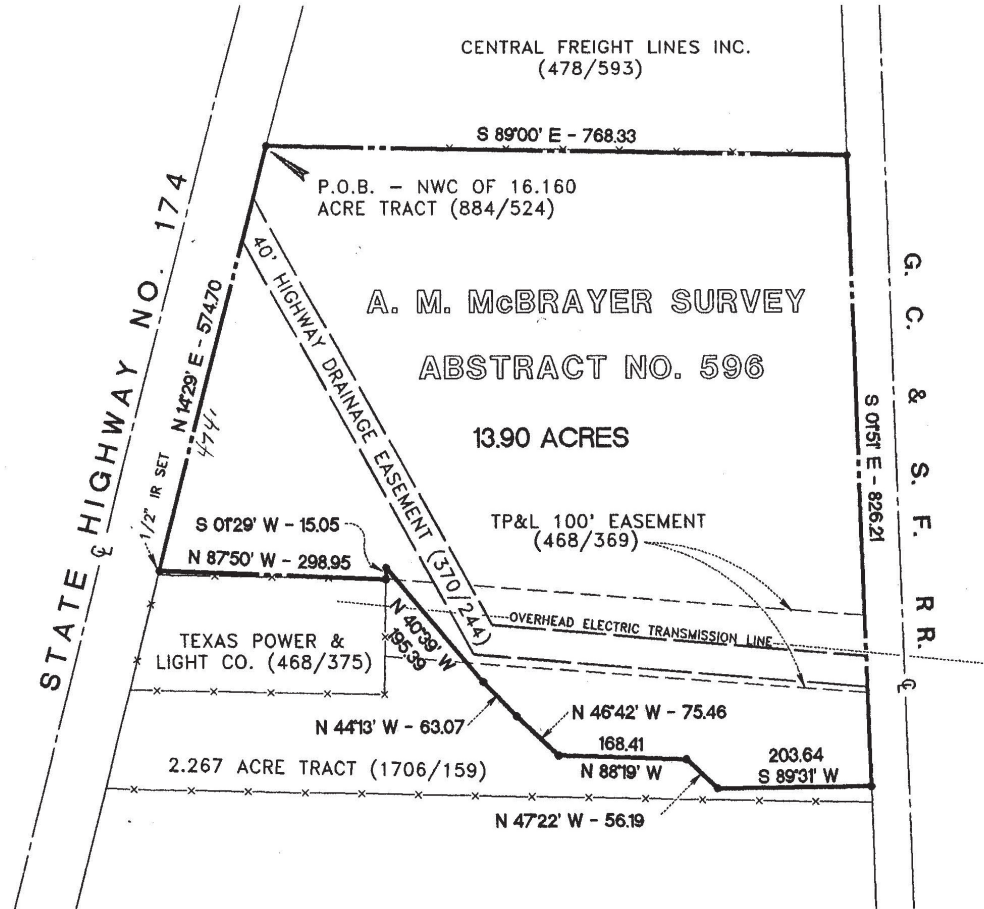 CENTRAL FREIGHT LINES INC.
(478/593)
S 89°00' E - 768.33
P.O.B. - NWC OF 16.160
ACRE TRACT (884/524)
STATE HIGHWAY NO. 174
℄
N 14°29' E - 574.70
474'
1/2" IR SET
40' HIGHWAY DRAINAGE EASEMENT (370/244)
A. M. McBRAYER SURVEY
ABSTRACT NO. 596
13.90 ACRES
G. C. & S. F. RR.
℄
S 01°51' E - 826.21
TP&L 100' EASEMENT
(468/369)
S 01°29' W - 15.05
N 87°50' W - 298.95
OVERHEAD ELECTRIC TRANSMISSION LINE
N 40°39' W
195.39
TEXAS POWER &
LIGHT CO. (468/375)
N 44°13' W - 63.07
N 46°42' W - 75.46
168.41
N 88°19' W
203.64
S 89°31' W
2.267 ACRE TRACT (1706/159)
N 47°22' W - 56.19